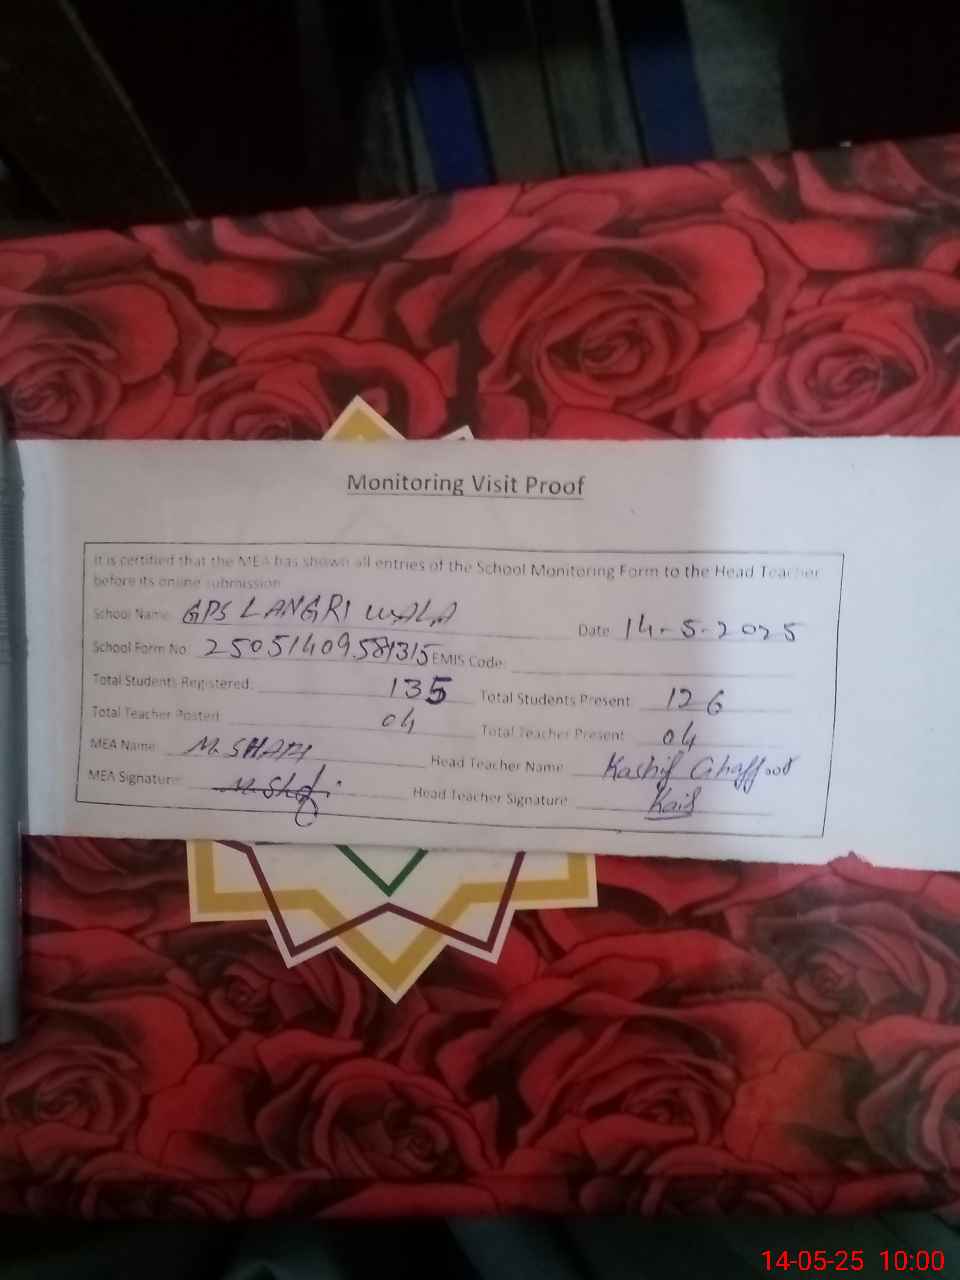 Monitoring Visit Proof
It is certified that the MEA has shown all entries of the School Monitoring Form to the Head Teacher
before its online submission
School Name: GPS LANGRI WALA Date: 14-5-2025
School Form No: 25051409581315 EMIS Code:
Total Students Registered: 135 Total Students Present: 126
Total Teacher Posted: 04 Total Teacher Present: 04
MEA Name: M. SHAFI Head Teacher Name: Kashif Ghaffoor
MEA Signature: M. Shafi Head Teacher Signature:
14-05-25 10:00